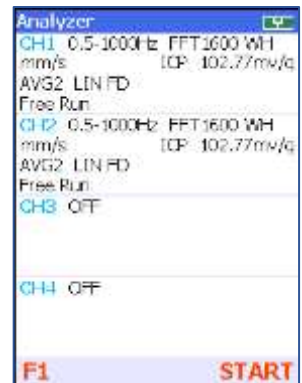 Analyzer
CH1 0.5-1000Hz FFT1600 WH
mm/s ICP 102.77mv/g
AVG2 LIN FD
Free Run
CH2 0.5-1000Hz FFT1600 WH
mm/s ICP 102.77mv/g
AVG2 LIN FD
Free Run
CH3 OFF
CH4 OFF
F1 START